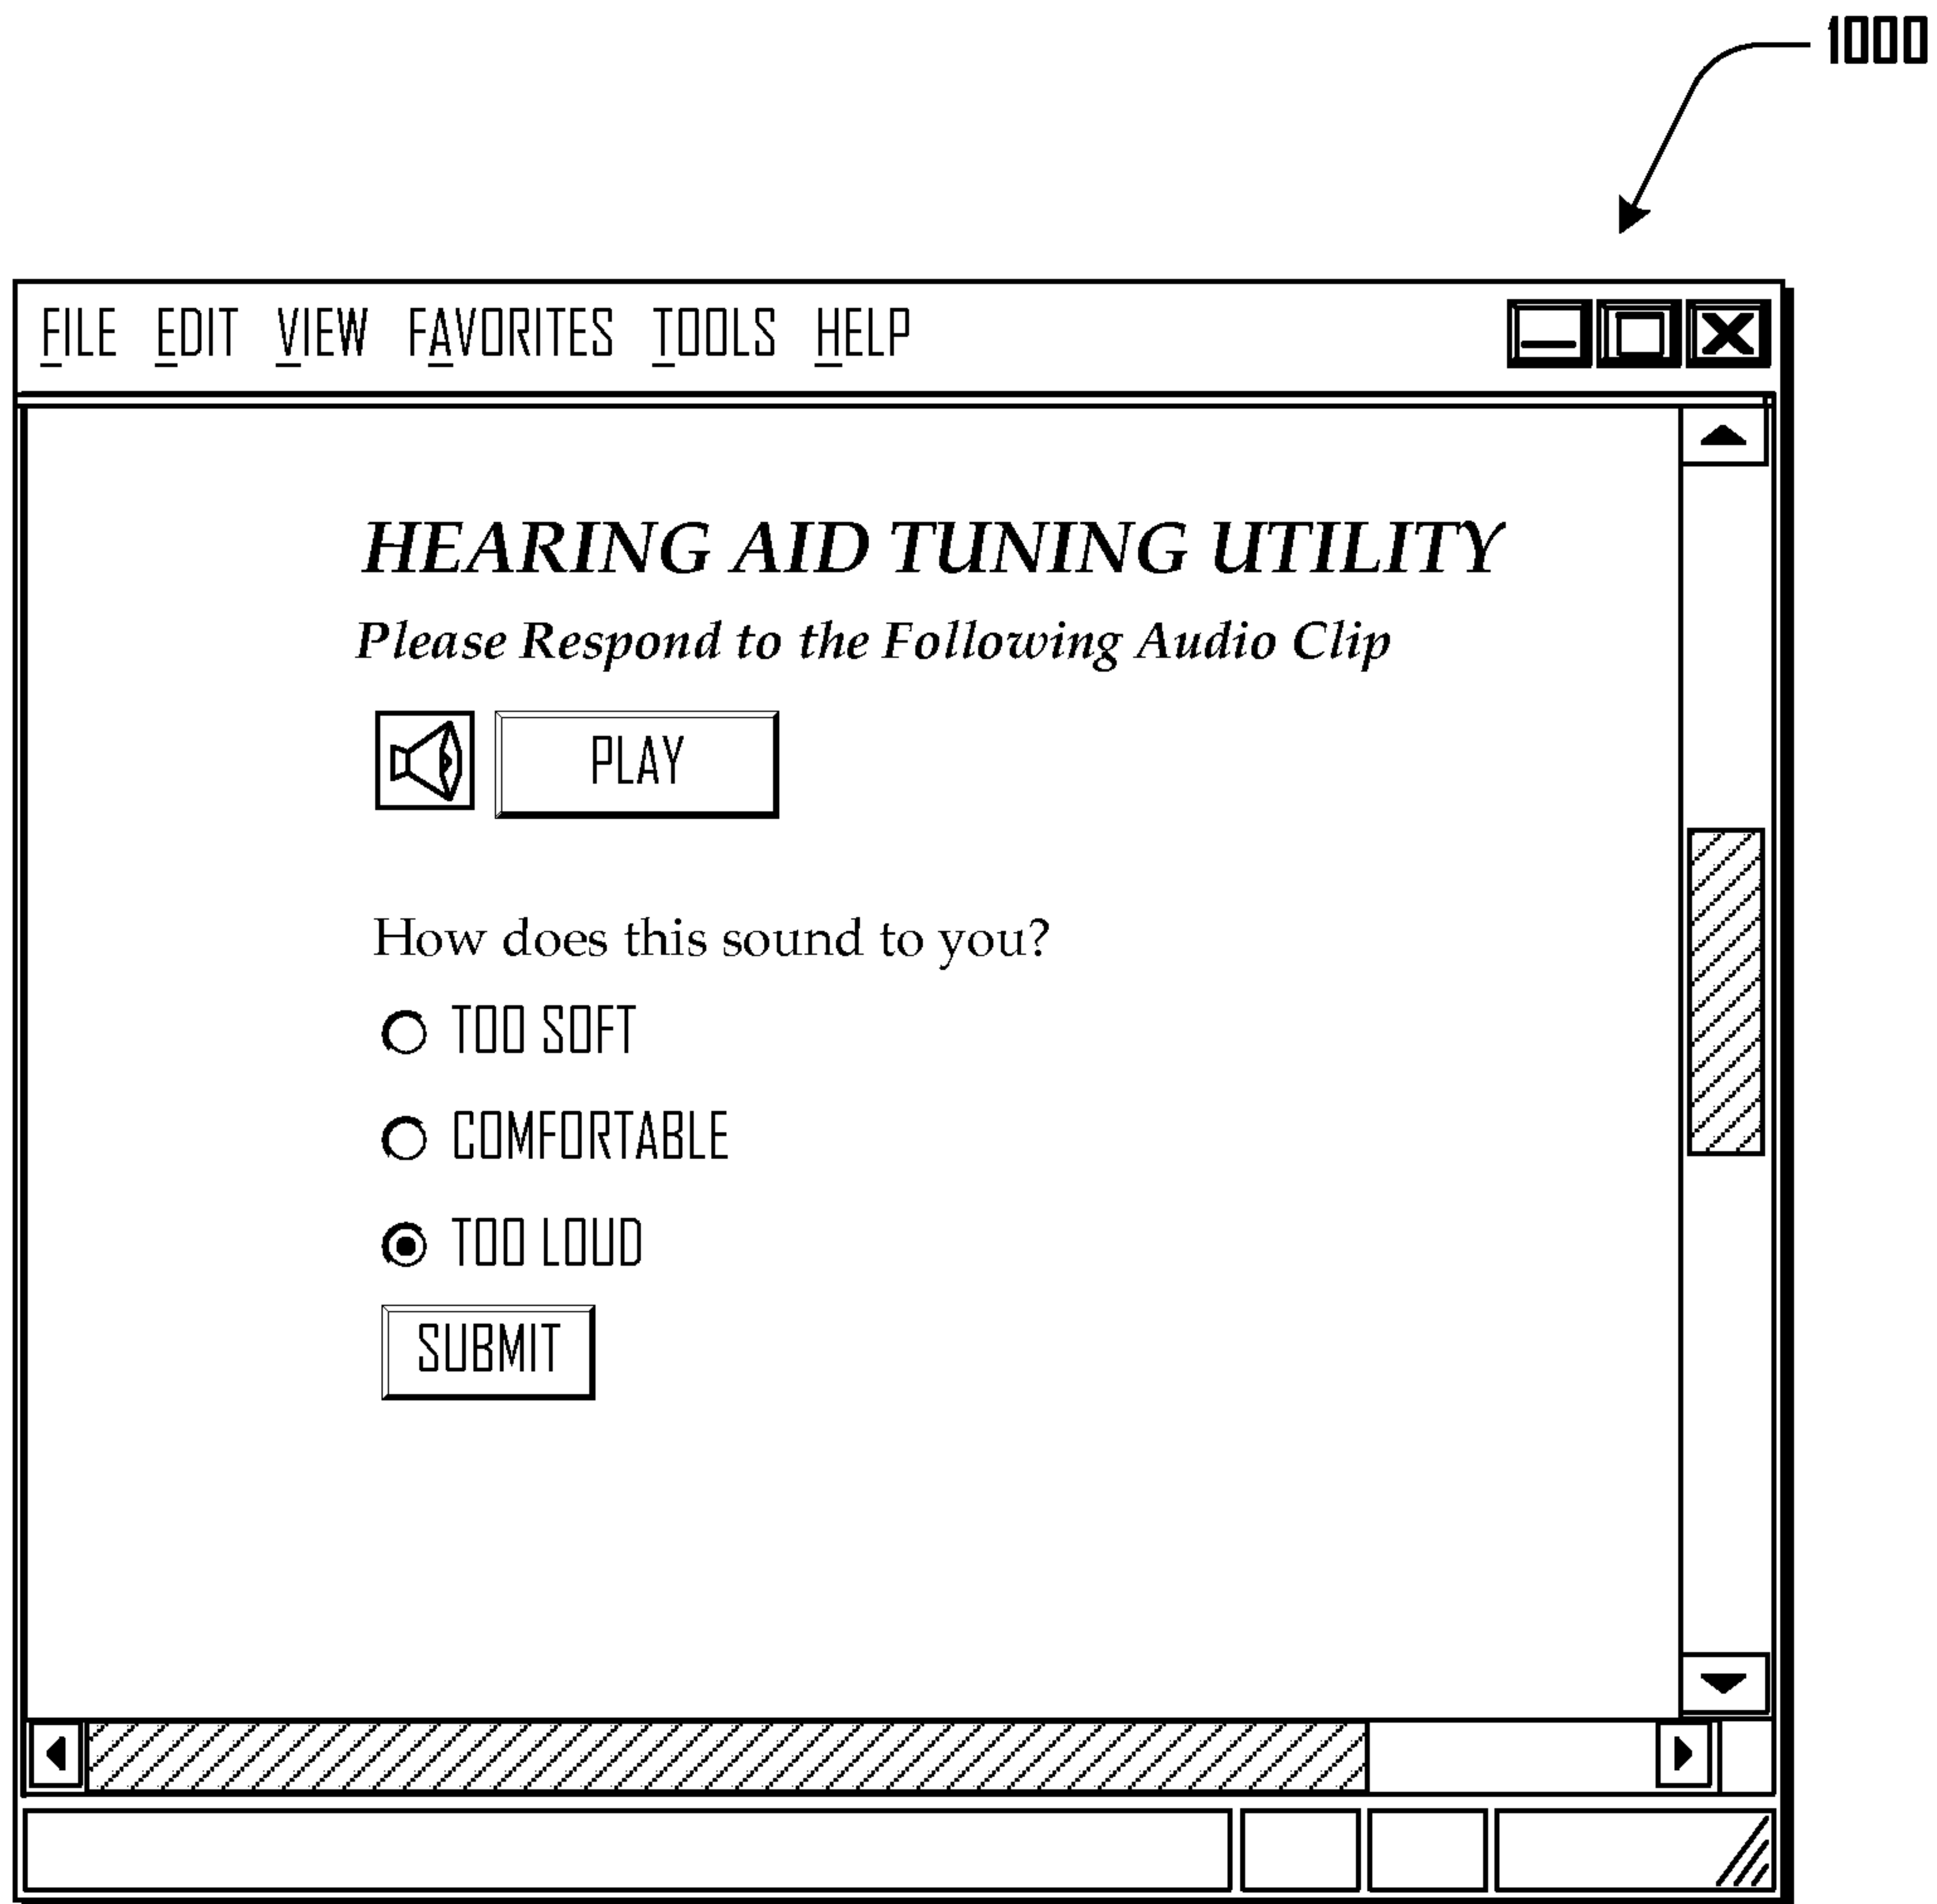 1000
FILE EDIT VIEW FAVORITES TOOLS HELP
HEARING AID TUNING UTILITY
Please Respond to the Following Audio Clip
PLAY
How does this sound to you?
TOO SOFT
COMFORTABLE
TOO LOUD
SUBMIT